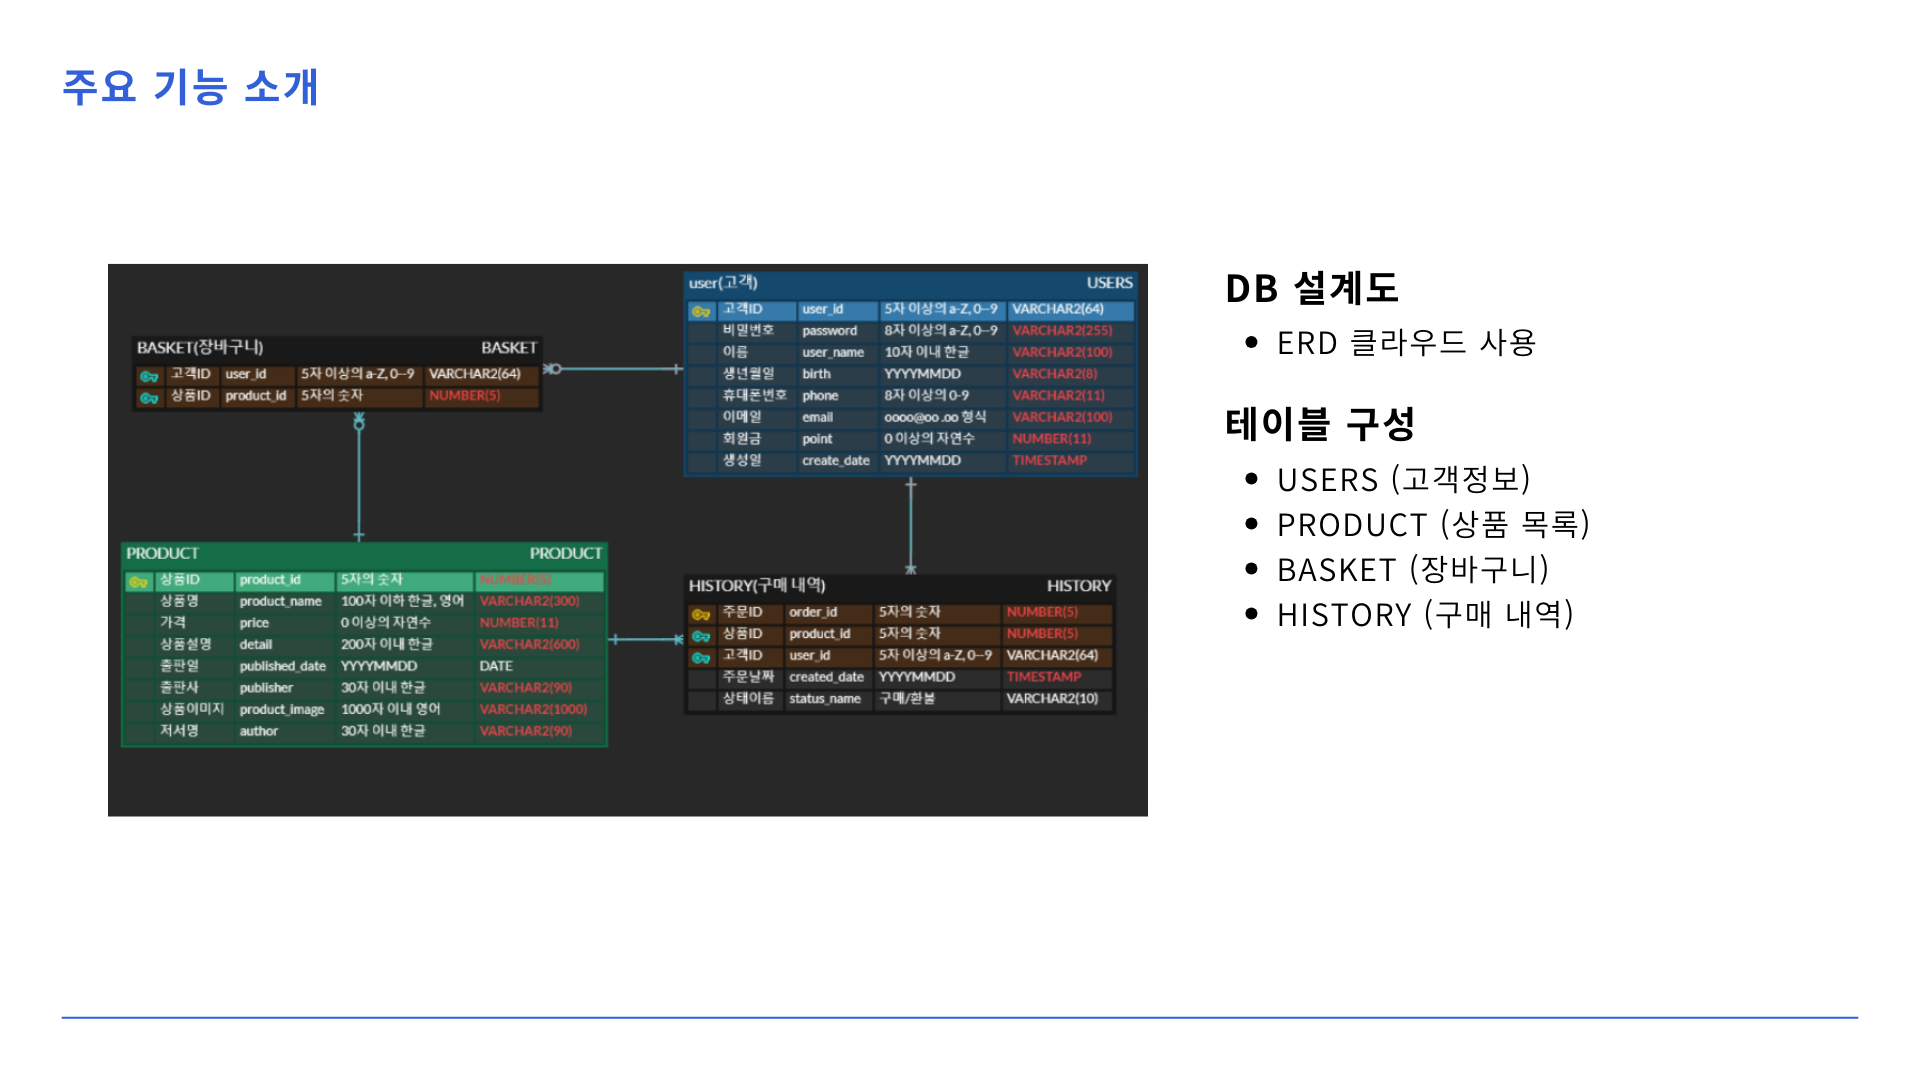 주요 기능 소개
user(고객) USERS
고객ID user_id 5자 이상의 a-Z, 0--9 VARCHAR2(64)
비밀번호 password 8자 이상의 a-Z, 0--9 VARCHAR2(255)
이름 user_name 10자 이내 한글 VARCHAR2(100)
생년월일 birth YYYYMMDD VARCHAR2(8)
휴대폰번호 phone 8자 이상의 0-9 VARCHAR2(11)
이메일 email oooo@oo.oo 형식 VARCHAR2(100)
회원금 point 0 이상의 자연수 NUMBER(11)
생성일 create_date YYYYMMDD TIMESTAMP
BASKET(장바구니) BASKET
고객ID user_id 5자 이상의 a-Z, 0--9 VARCHAR2(64)
상품ID product_id 5자의 숫자 NUMBER(5)
PRODUCT PRODUCT
상품ID product_id 5자의 숫자 NUMBER(5)
상품명 product_name 100자 이하 한글, 영어 VARCHAR2(300)
가격 price 0 이상의 자연수 NUMBER(11)
상품설명 detail 200자 이내 한글 VARCHAR2(600)
출판일 published_date YYYYMMDD DATE
출판사 publisher 30자 이내 한글 VARCHAR2(90)
상품이미지 product_image 1000자 이내 영어 VARCHAR2(1000)
저서명 author 30자 이내 한글 VARCHAR2(90)
HISTORY(구매 내역) HISTORY
주문ID order_id 5자의 숫자 NUMBER(5)
상품ID product_id 5자의 숫자 NUMBER(5)
고객ID user_id 5자 이상의 a-Z, 0--9 VARCHAR2(64)
주문날짜 created_date YYYYMMDD TIMESTAMP
상태이름 status_name 구매/환불 VARCHAR2(10)
DB 설계도
• ERD 클라우드 사용
테이블 구성
• USERS (고객정보)
• PRODUCT (상품 목록)
• BASKET (장바구니)
• HISTORY (구매 내역)